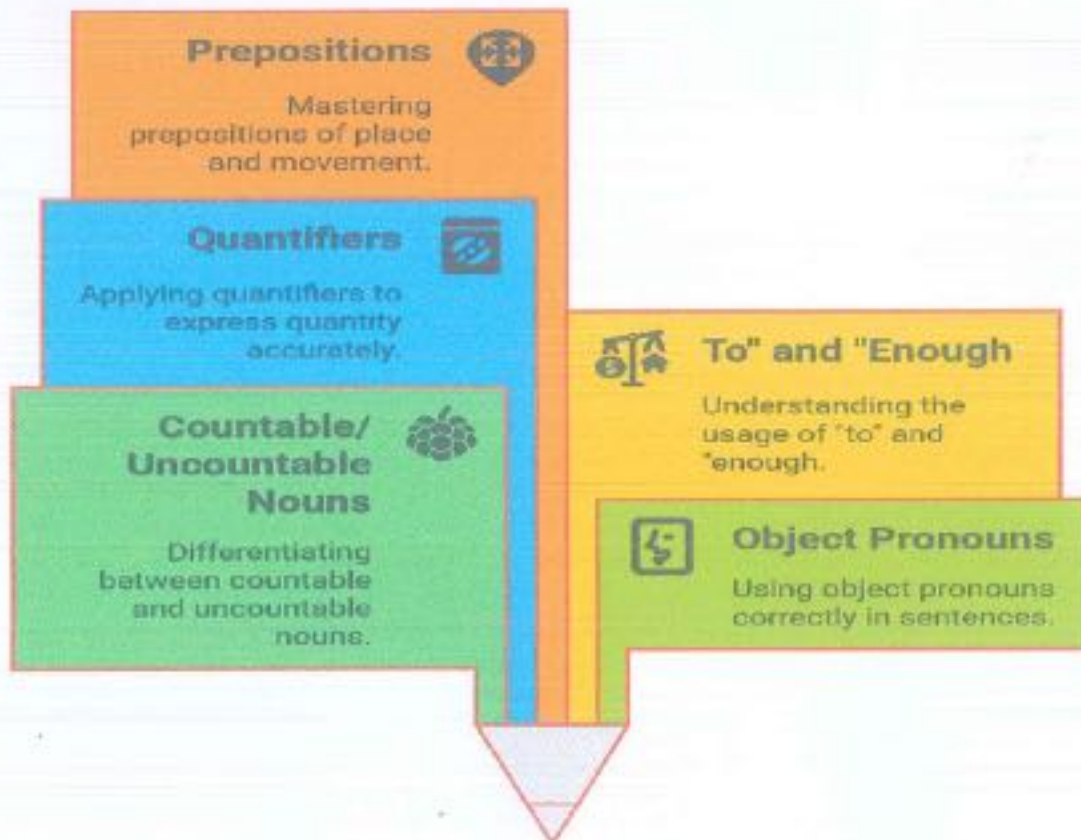 Prepositions
Mastering
prepositions of place
and movement.
Quantifiers
Applying quantifiers to
express quantity
accurately.
Countable/
Uncountable
Nouns
Differentiating
between countable
and uncountable
nouns.
To" and "Enough
Understanding the
usage of "to" and
"enough.
Object Pronouns
Using object pronouns
correctly in sentences.